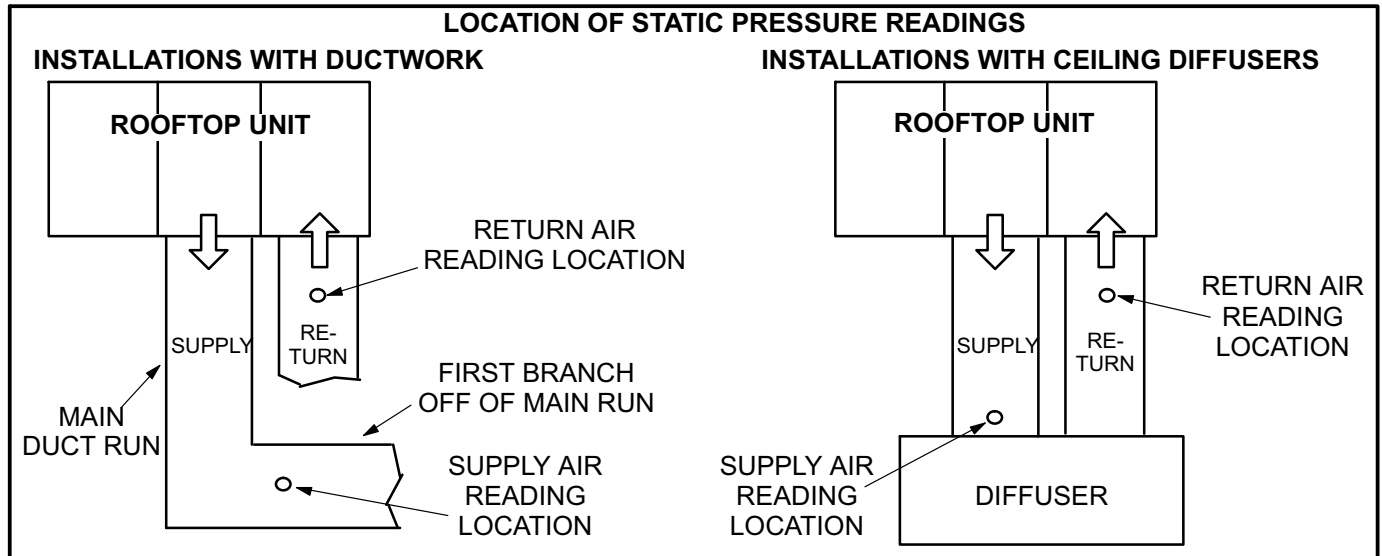 LOCATION OF STATIC PRESSURE READINGS
INSTALLATIONS WITH DUCTWORK
ROOFTOP UNIT
RETURN AIR
READING LOCATION
SUPPLY
RE-
TURN
MAIN
DUCT RUN
FIRST BRANCH
OFF OF MAIN RUN
SUPPLY AIR
READING
LOCATION
INSTALLATIONS WITH CEILING DIFFUSERS
ROOFTOP UNIT
RETURN AIR
READING
LOCATION
SUPPLY
RE-
TURN
SUPPLY AIR
READING
LOCATION
DIFFUSER